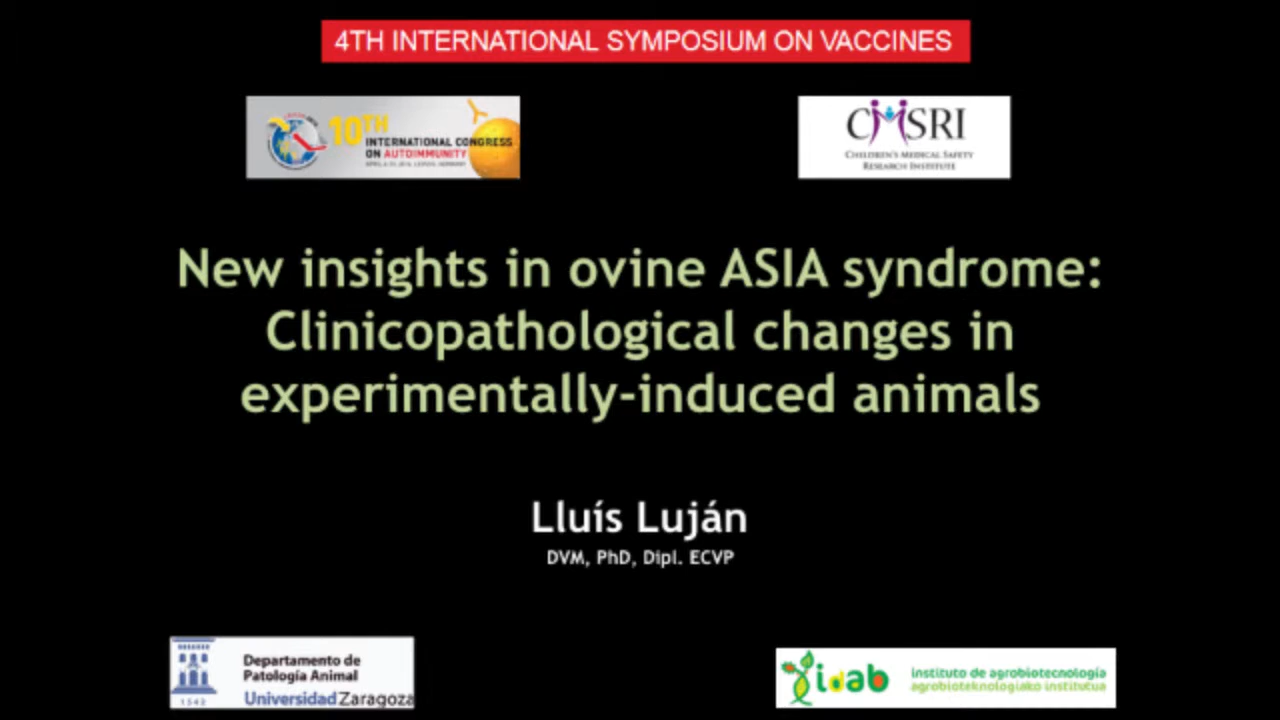 4TH INTERNATIONAL SYMPOSIUM ON VACCINES
10TH
INTERNATIONAL CONGRESS
ON AUTOIMMUNITY
CMSRI
CHILDREN'S MEDICAL SAFETY
RESEARCH INSTITUTE
New insights in ovine ASIA syndrome:
Clinicopathological changes in
experimentally-induced animals
Lluís Luján
DVM, PhD, Dipl. ECVP
Departamento de
Patología Animal
Universidad Zaragoza
1542
idab
instituto de agrobiotecnología
agrobioteknologiako institutua